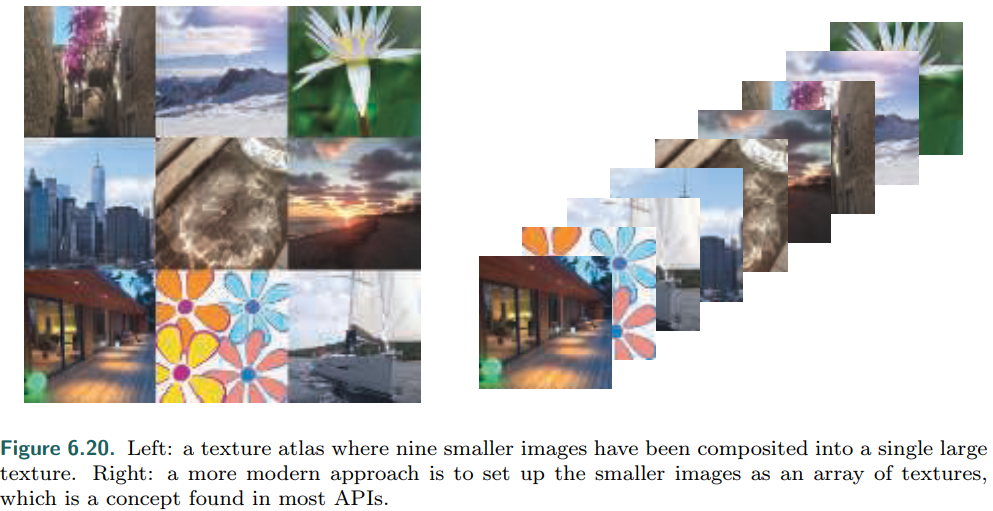 Figure 6.20. Left: a texture atlas where nine smaller images have been composited into a single large
texture. Right: a more modern approach is to set up the smaller images as an array of textures,
which is a concept found in most APIs.